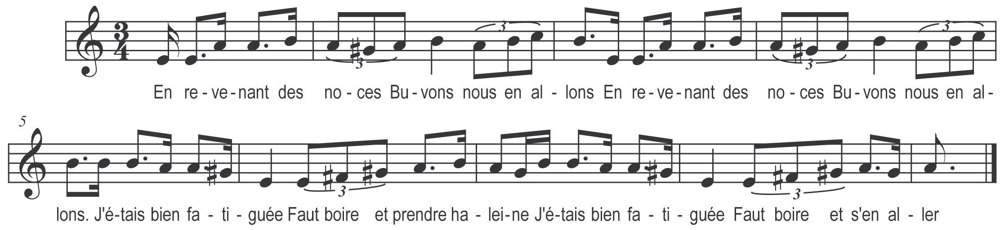 3
4
3 3 3 3
En re - ve - nant des no - ces Bu - vons nous en al - lons En re - ve - nant des no - ces Bu - vons nous en al -
5
3 3
lons. J'é - tais bien fa - ti - guée Faut boire et prendre ha - lei - ne J'é - tais bien fa - ti - guée Faut boire et s'en al - ler